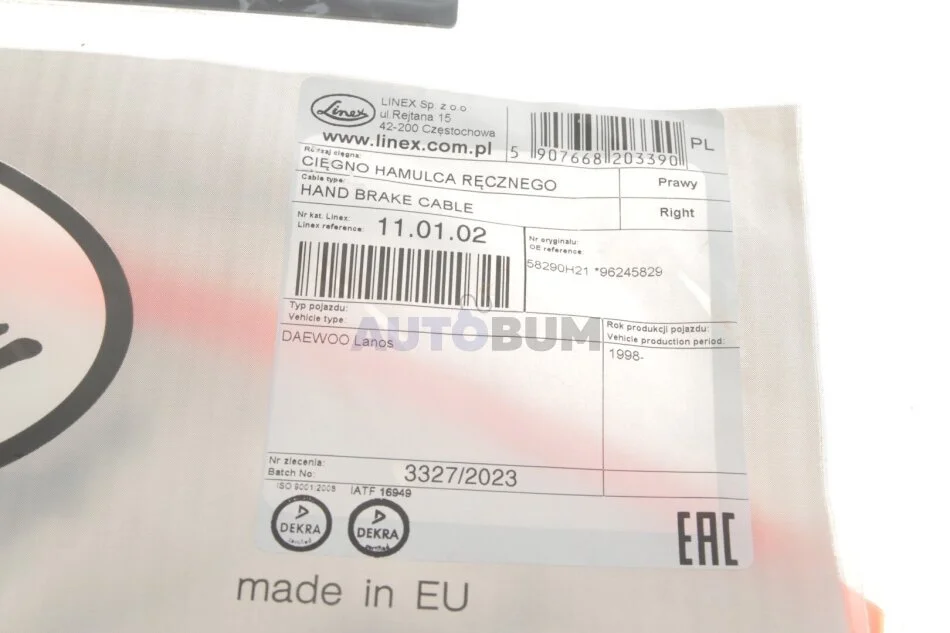 Linex
LINEX Sp. z o.o
ul.Rejtana 15
42-200 Częstochowa
www.linex.com.pl
5 907668 203390
PL
Rodzaj cięgna:
CIĘGNO HAMULCA RĘCZNEGO
Prawy
Cable type:
HAND BRAKE CABLE
Right
Nr kat. Linex:
Linex reference:
11.01.02
Nr oryginału:
OE reference:
58290H21 *96245829
Typ pojazdu:
Vehicle type:
DAEWOO Lanos
Rok produkcji pojazdu:
Vehicle production period:
1998-
AUTOBUM
Nr zlecenia:
Batch No:
3327/2023
ISO 9001:2008
IATF 16949
DEKRA
DEKRA
EAC
made in EU